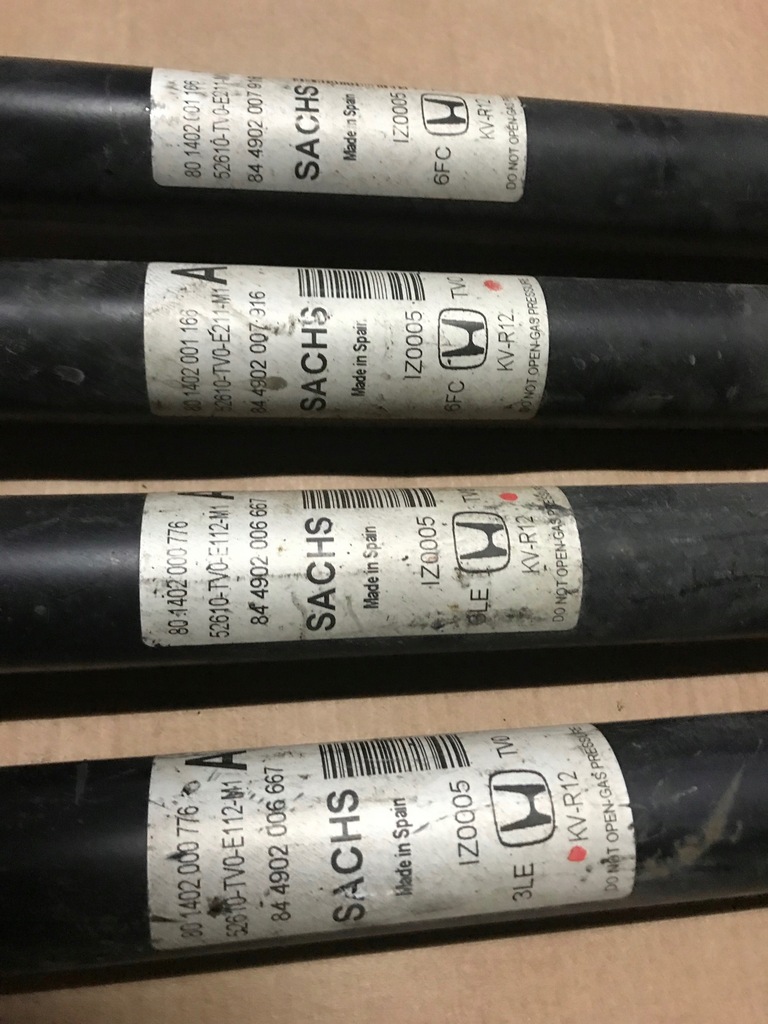 80 1402 001 166
52610-TV0-E211-M1
84 4902 007 916
SACHS
Made in Spain
IZ0005
6FC
KV-R12
DO NOT OPEN-GAS
A
80 1402 001 166
52610-TV0-E211-M1
84 4902 007 916
SACHS
Made in Spain
IZ0005
6FC TV0
KV-R12
DO NOT OPEN-GAS PRESSUR
A
80 1402 000 776
52610-TV0-E112-M1
84 4902 006 667
SACHS
Made in Spain
IZ0005
3LE TV
KV-R12
DO NOT OPEN-GAS PRESSU
A
80 1402 000 776
52610-TV0-E112-M1
84 4902 006 667
SACHS
Made in Spain
IZ0005
3LE TV0
KV-R12
DO NOT OPEN-GAS PRESSURE